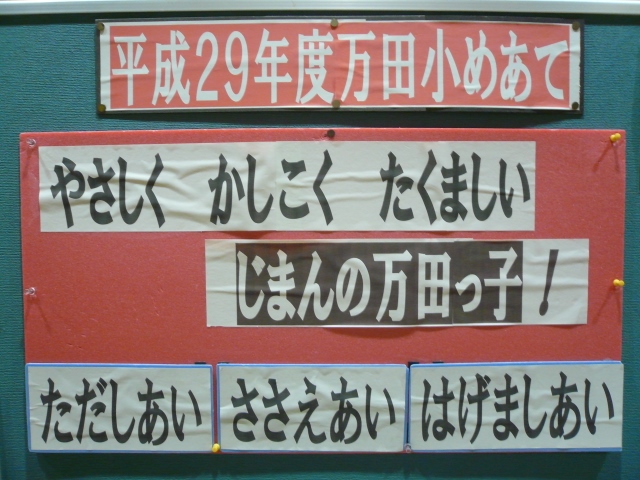 平成29年度万田小めあて
やさしく かしこく たくましい
じまんの万田っ子！
ただしあい ささえあい はげましあい